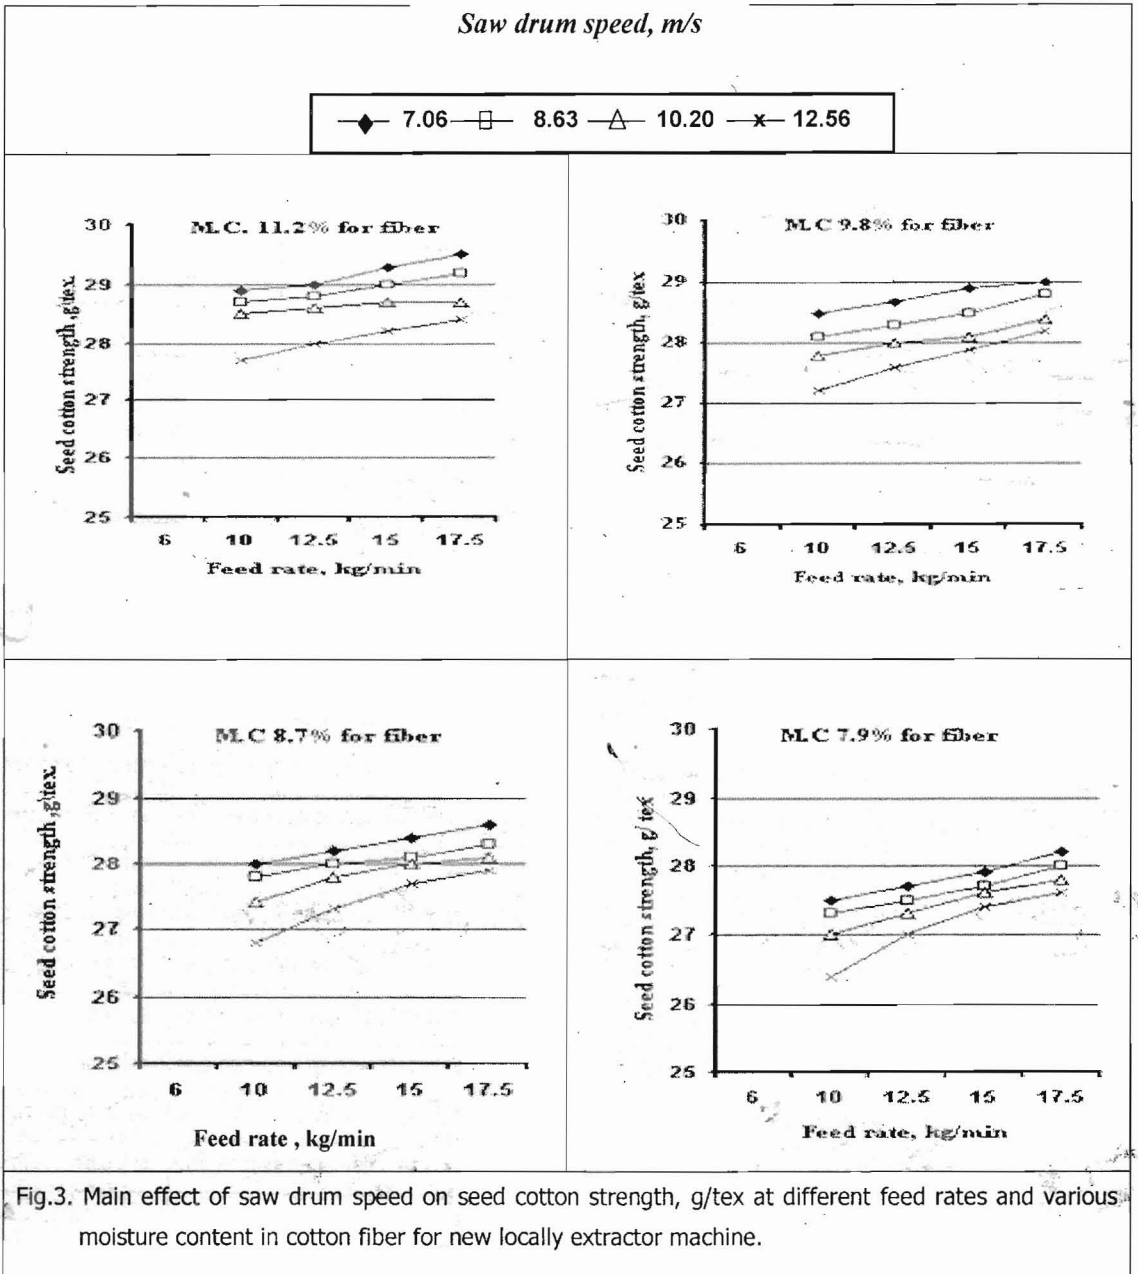 Saw drum speed, m/s
7.06 8.63 10.20 12.56
M.C. 11.2% for fiber
30
29
28
27
26
25
Seed cotton strength ,g\tex.
6 10 12.5 15 17.5
Feed rate, kg/min
M.C 9.8% for fiber
30
29
28
27
26
25
Seed cotton strength, g/tex
6 10 12.5 15 17.5
Feed rate, kg/min
M.C 8.7% for fiber
30
29
28
27
26
25
Seed cotton strength ,g\tex.
6 10 12.5 15 17.5
Feed rate , kg/min
M.C 7.9% for fiber
30
29
28
27
26
25
Seed cotton strength, g/ tex
6 10 12.5 15 17.5
Feed rate, kg/min
Fig.3. Main effect of saw drum speed on seed cotton strength, g/tex at different feed rates and various
moisture content in cotton fiber for new locally extractor machine.